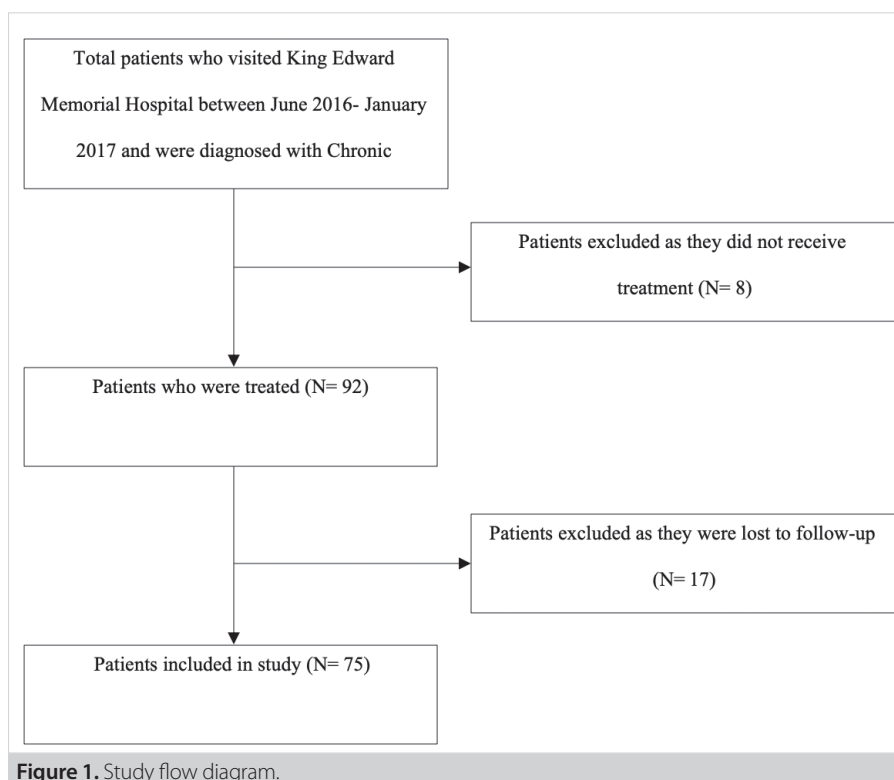 Total patients who visited King Edward
Memorial Hospital between June 2016- January
2017 and were diagnosed with Chronic
Patients excluded as they did not receive
treatment (N= 8)
Patients who were treated (N= 92)
Patients excluded as they were lost to follow-up
(N= 17)
Patients included in study (N= 75)
Figure 1. Study flow diagram.